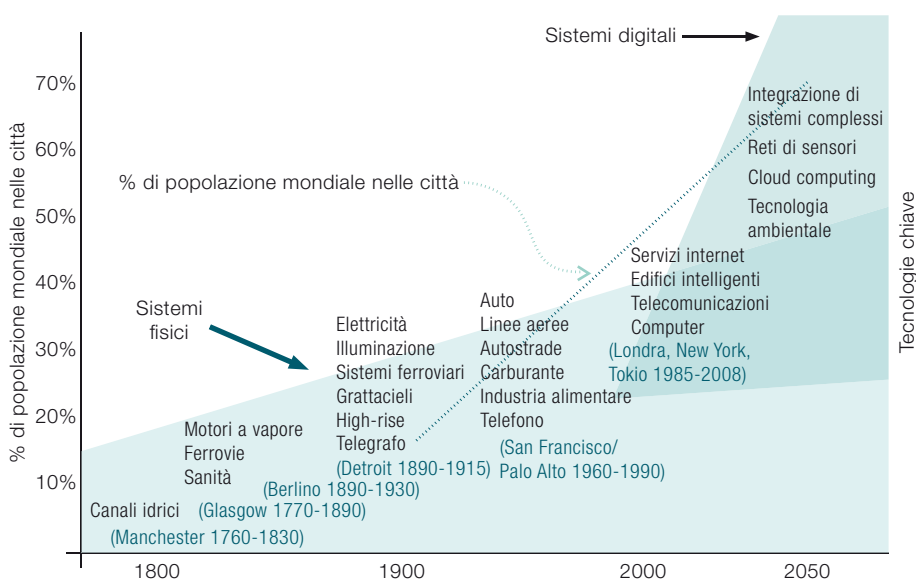 Sistemi digitali
% di popolazione mondiale nelle città
70%
60%
50%
40%
30%
20%
10%
% di popolazione mondiale nelle città
Sistemi
fisici
Canali idrici
(Manchester 1760-1830)
Motori a vapore
Ferrovie
Sanità
(Glasgow 1770-1890)
(Berlino 1890-1930)
Elettricità
Illuminazione
Sistemi ferroviari
Grattacieli
High-rise
Telegrafo
(Detroit 1890-1915)
Auto
Linee aeree
Autostrade
Carburante
Industria alimentare
Telefono
(San Francisco/
Palo Alto 1960-1990)
Servizi internet
Edifici intelligenti
Telecomunicazioni
Computer
(Londra, New York,
Tokio 1985-2008)
Integrazione di
sistemi complessi
Reti di sensori
Cloud computing
Tecnologia
ambientale
Tecnologie chiave
1800
1900
2000
2050